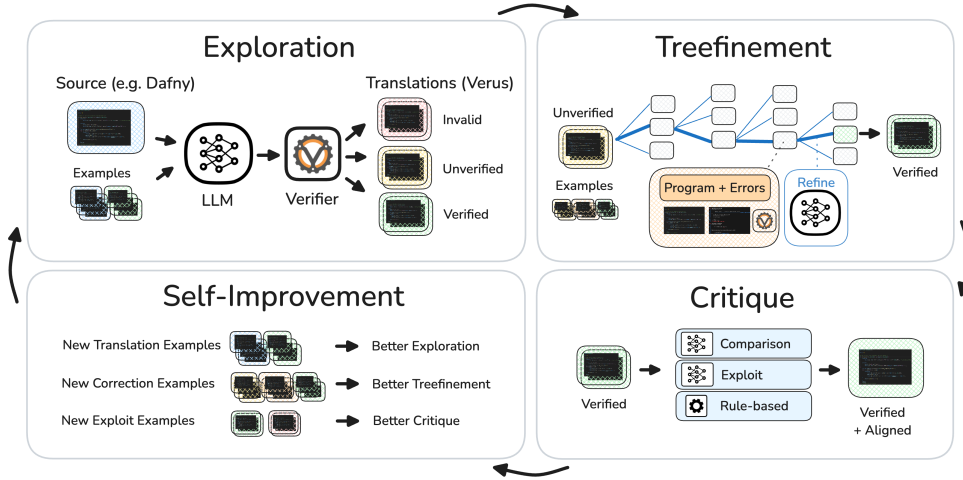 Exploration
Source (e.g. Dafny)
Translations (Verus)
Examples
LLM
Verifier
Invalid
Unverified
Verified
Treefinement
Unverified
Examples
Program + Errors
Refine
Verified
Self-Improvement
New Translation Examples
Better Exploration
New Correction Examples
Better Treefinement
New Exploit Examples
Better Critique
Critique
Verified
Comparison
Exploit
Rule-based
Verified
+ Aligned